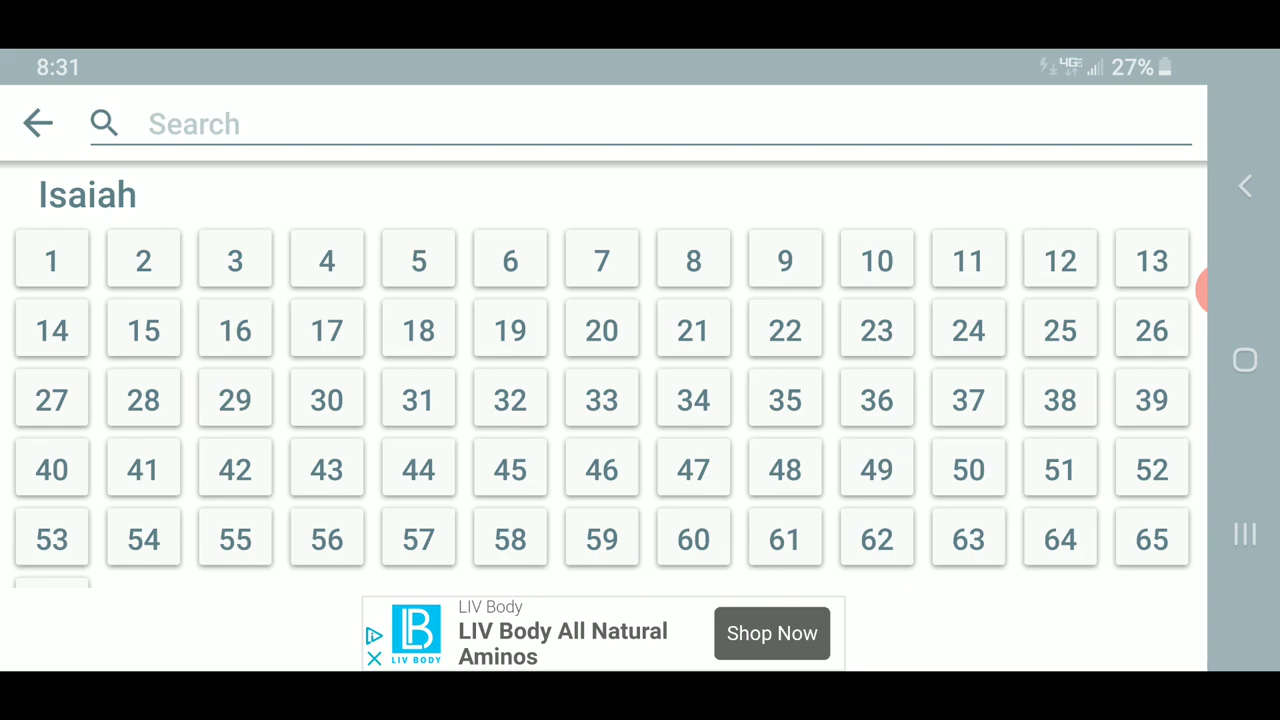 8:31 4GE 27%
Search
Isaiah
1 2 3 4 5 6 7 8 9 10 11 12 13
14 15 16 17 18 19 20 21 22 23 24 25 26
27 28 29 30 31 32 33 34 35 36 37 38 39
40 41 42 43 44 45 46 47 48 49 50 51 52
53 54 55 56 57 58 59 60 61 62 63 64 65
LIV Body
LB LIV Body All Natural Shop Now
LIV BODY Aminos